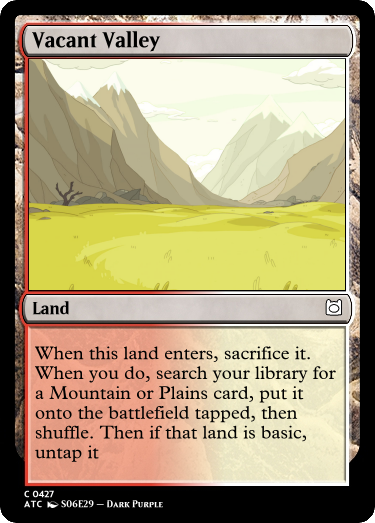 Vacant Valley
Land
When this land enters, sacrifice it.
When you do, search your library for
a Mountain or Plains card, put it
onto the battlefield tapped, then
shuffle. Then if that land is basic,
untap it
C 0427
ATC S06E29 – Dark Purple